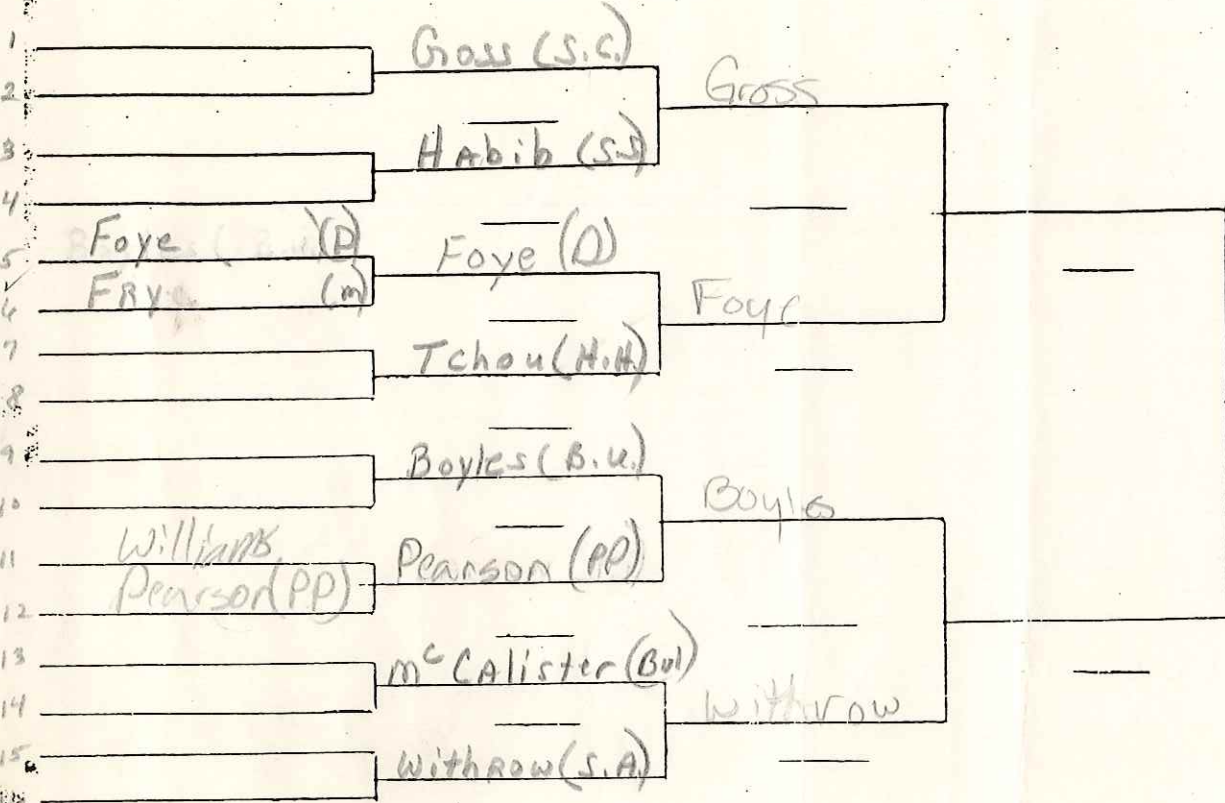 1
2
3
4
5
6
7
8
9
10
11
12
13
14
15
Foye (D)
FRY (m)
Williams
Pearson (PP)
Gross (S.C.)
HAbib (S.S)
Foye (D)
Tchou (H.H)
Boyles (B.U.)
Pearson (PP)
McCAlister (Bul)
Withrow (S.A.)
Gross
Foye
Boyles
Withrow